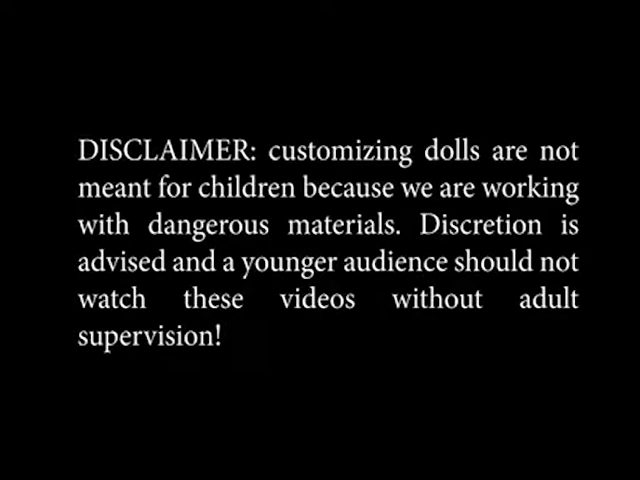 DISCLAIMER: customizing dolls are not
meant for children because we are working
with dangerous materials. Discretion is
advised and a younger audience should not
watch these videos without adult
supervision!